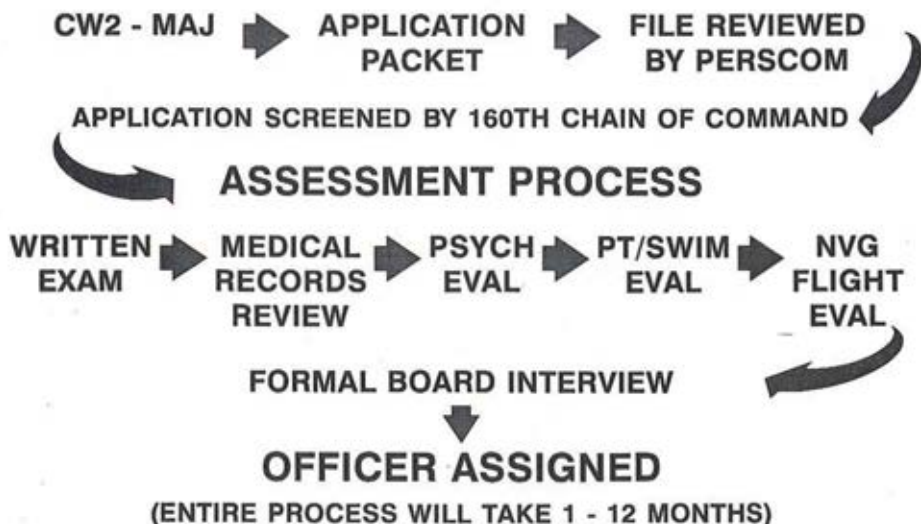 CW2 - MAJ
APPLICATION
PACKET
FILE REVIEWED
BY PERSCOM
APPLICATION SCREENED BY 160TH CHAIN OF COMMAND
ASSESSMENT PROCESS
WRITTEN
EXAM
MEDICAL
RECORDS
REVIEW
PSYCH
EVAL
PT/SWIM
EVAL
NVG
FLIGHT
EVAL
FORMAL BOARD INTERVIEW
OFFICER ASSIGNED
(ENTIRE PROCESS WILL TAKE 1 - 12 MONTHS)